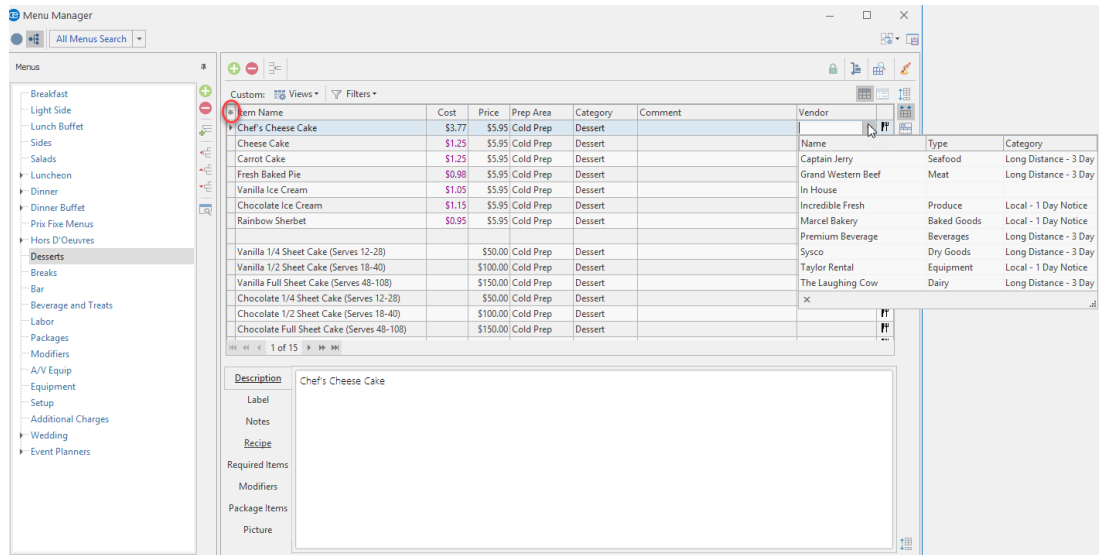 Menu Manager
All Menus Search
Menus
Custom: Views Filters
Breakfast
Light Side
Lunch Buffet
Sides
Salads
Luncheon
Dinner
Dinner Buffet
Prix Fixe Menus
Hors D'Oeuvres
Desserts
Breaks
Bar
Beverage and Treats
Labor
Packages
Modifiers
A/V Equip
Equipment
Setup
Additional Charges
Wedding
Event Planners
Item Name Cost Price Prep Area Category Comment Vendor
Chef's Cheese Cake $3.77 $5.95 Cold Prep Dessert
Cheese Cake $1.25 $5.95 Cold Prep Dessert
Carrot Cake $1.25 $5.95 Cold Prep Dessert
Fresh Baked Pie $0.98 $5.95 Cold Prep Dessert
Vanilla Ice Cream $1.05 $5.95 Cold Prep Dessert
Chocolate Ice Cream $1.15 $5.95 Cold Prep Dessert
Rainbow Sherbet $0.95 $5.95 Cold Prep Dessert
Vanilla 1/4 Sheet Cake (Serves 12-28) $50.00 Cold Prep Dessert
Vanilla 1/2 Sheet Cake (Serves 18-40) $100.00 Cold Prep Dessert
Vanilla Full Sheet Cake (Serves 48-108) $150.00 Cold Prep Dessert
Chocolate 1/4 Sheet Cake (Serves 12-28) $50.00 Cold Prep Dessert
Chocolate 1/2 Sheet Cake (Serves 18-40) $100.00 Cold Prep Dessert
Chocolate Full Sheet Cake (Serves 48-108) $150.00 Cold Prep Dessert
Name Type Category
Captain Jerry Seafood Long Distance - 3 Day
Grand Western Beef Meat Long Distance - 3 Day
In House
Incredible Fresh Produce Local - 1 Day Notice
Marcel Bakery Baked Goods Local - 1 Day Notice
Premium Beverage Beverages Long Distance - 3 Day
Sysco Dry Goods Long Distance - 3 Day
Taylor Rental Equipment Local - 1 Day Notice
The Laughing Cow Dairy Long Distance - 3 Day
1 of 15
Description
Label
Notes
Recipe
Required Items
Modifiers
Package Items
Picture
Chef's Cheese Cake